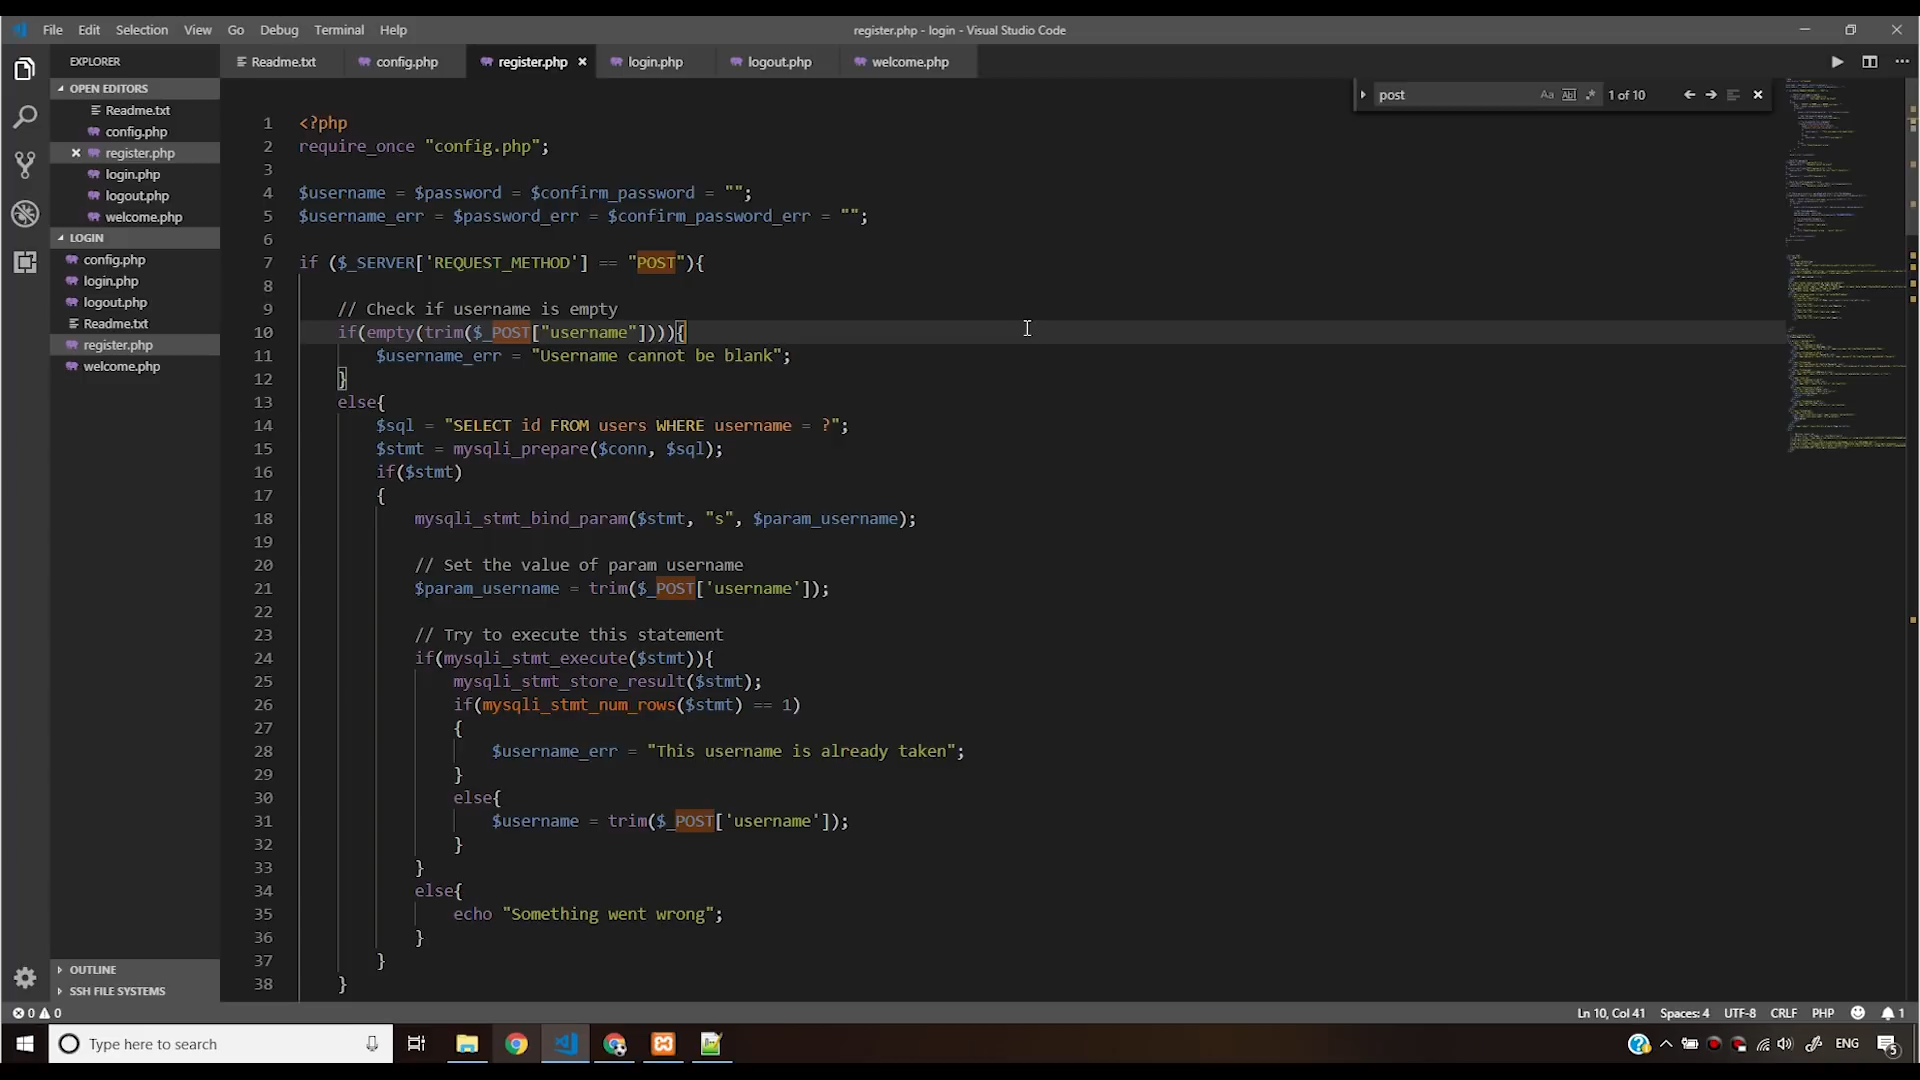 File Edit Selection View Go Debug Terminal Help
register.php - login - Visual Studio Code
EXPLORER
Readme.txt config.php register.php login.php logout.php welcome.php
OPEN EDITORS
Readme.txt
config.php
register.php
login.php
logout.php
welcome.php
LOGIN
config.php
login.php
logout.php
Readme.txt
register.php
welcome.php
OUTLINE
SSH FILE SYSTEMS
post Aa Abl .* 1 of 10
1 <?php
2 require_once "config.php";
3
4 $username = $password = $confirm_password = "";
5 $username_err = $password_err = $confirm_password_err = "";
6
7 if ($_SERVER['REQUEST_METHOD'] == "POST"){
8
9 // Check if username is empty
10 if(empty(trim($_POST["username"]))){
11 $username_err = "Username cannot be blank";
12 }
13 else{
14 $sql = "SELECT id FROM users WHERE username = ?";
15 $stmt = mysqli_prepare($conn, $sql);
16 if($stmt)
17 {
18 mysqli_stmt_bind_param($stmt, "s", $param_username);
19
20 // Set the value of param username
21 $param_username = trim($_POST['username']);
22
23 // Try to execute this statement
24 if(mysqli_stmt_execute($stmt)){
25 mysqli_stmt_store_result($stmt);
26 if(mysqli_stmt_num_rows($stmt) == 1)
27 {
28 $username_err = "This username is already taken";
29 }
30 else{
31 $username = trim($_POST['username']);
32 }
33 }
34 else{
35 echo "Something went wrong";
36 }
37 }
38 }
0 0
Ln 10, Col 41 Spaces: 4 UTF-8 CRLF PHP 1
Type here to search
ENG 5